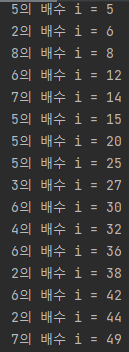 5의 배수 i = 5
2의 배수 i = 6
8의 배수 i = 8
6의 배수 i = 12
7의 배수 i = 14
5의 배수 i = 15
5의 배수 i = 20
5의 배수 i = 25
3의 배수 i = 27
6의 배수 i = 30
4의 배수 i = 32
6의 배수 i = 36
2의 배수 i = 38
6의 배수 i = 42
2의 배수 i = 44
7의 배수 i = 49